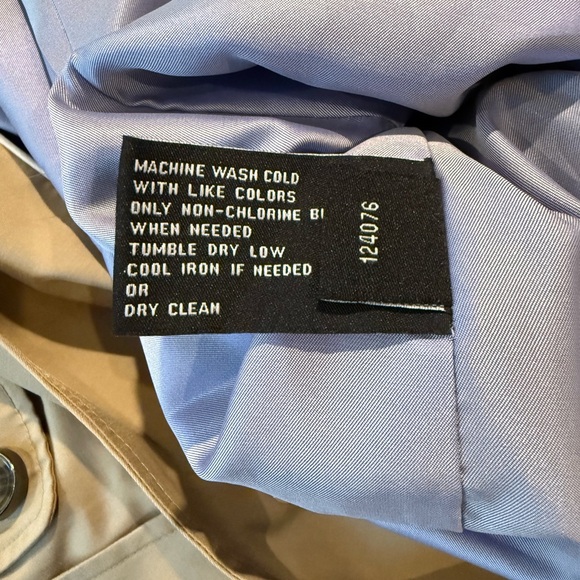 MACHINE WASH COLD
WITH LIKE COLORS
ONLY NON-CHLORINE
WHEN NEEDED
TUMBLE DRY LOW
COOL IRON IF NEEDED
OR
DRY CLEAN
124076